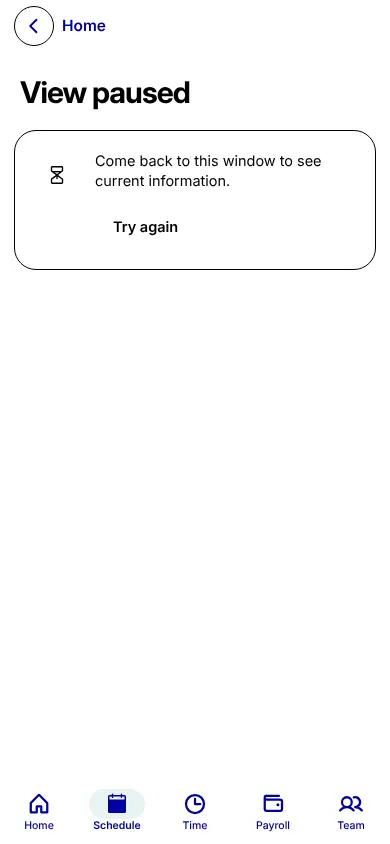 Home
View paused
Come back to this window to see
current information.
Try again
Home
Schedule
Time
Payroll
Team